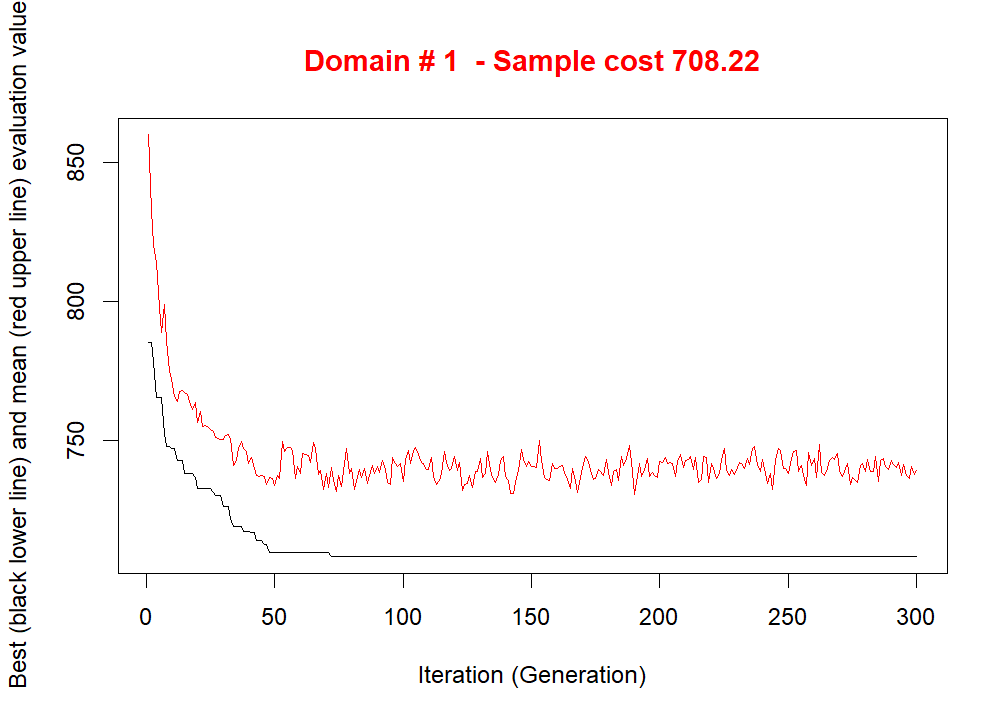 Domain # 1  - Sample cost 708.22
Best (black lower line) and mean (red upper line) evaluation value
850
800
750
0 50 100 150 200 250 300
Iteration (Generation)